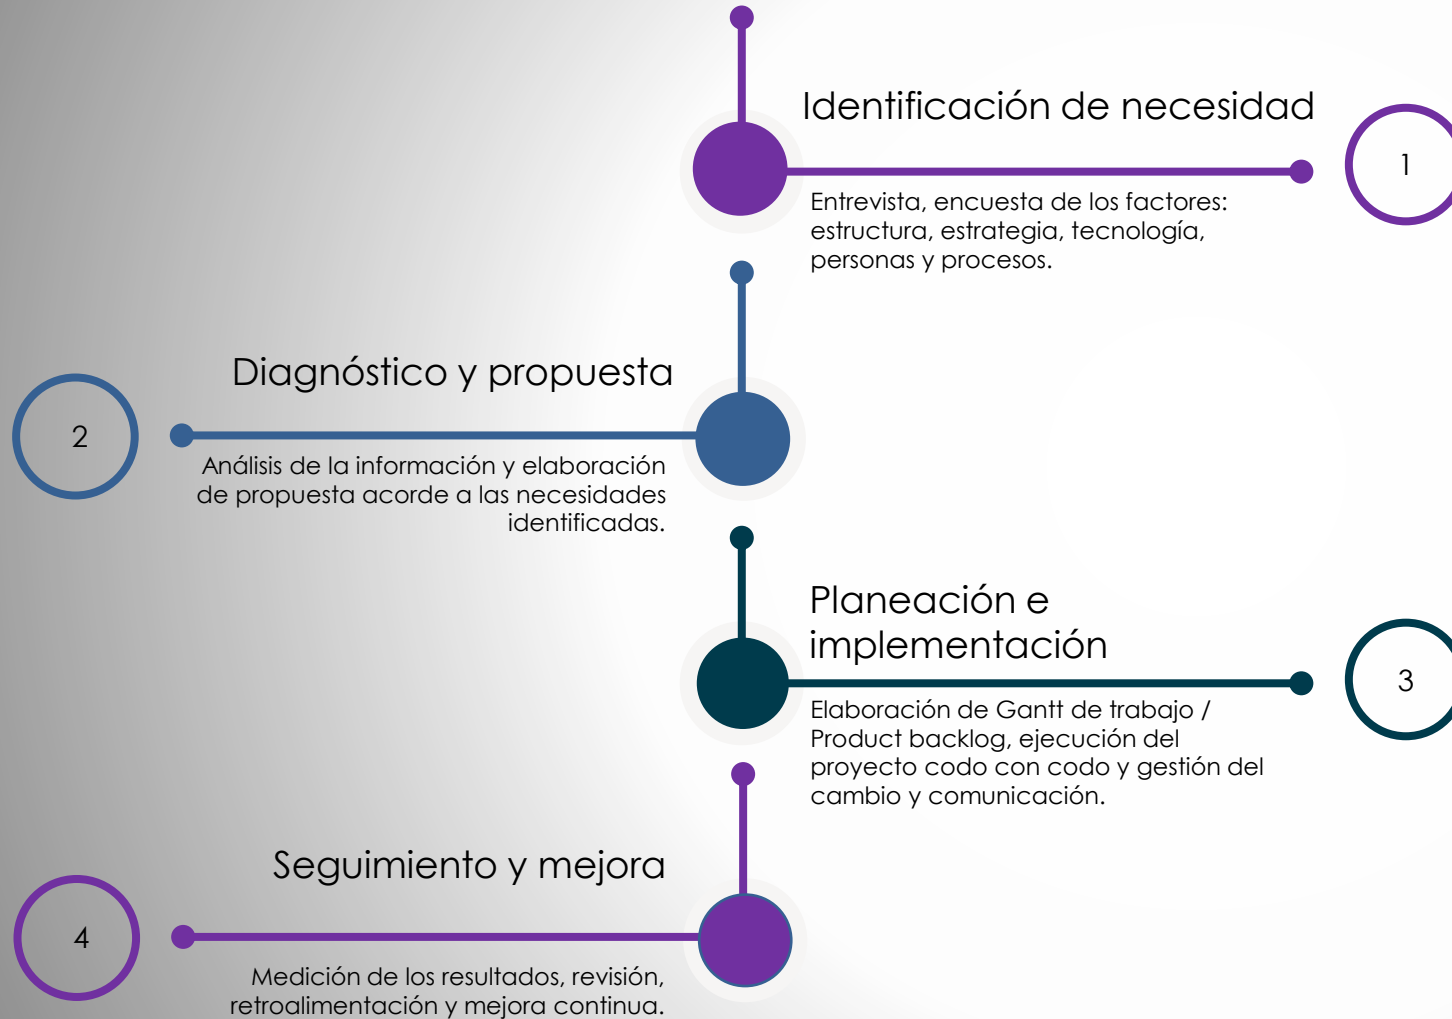 Identificación de necesidad
1
Entrevista, encuesta de los factores:
estructura, estrategia, tecnología,
personas y procesos.
Diagnóstico y propuesta
2
Análisis de la información y elaboración
de propuesta acorde a las necesidades
identificadas.
Planeación e
implementación
3
Elaboración de Gantt de trabajo /
Product backlog, ejecución del
proyecto codo con codo y gestión del
cambio y comunicación.
Seguimiento y mejora
4
Medición de los resultados, revisión,
retroalimentación y mejora continua.